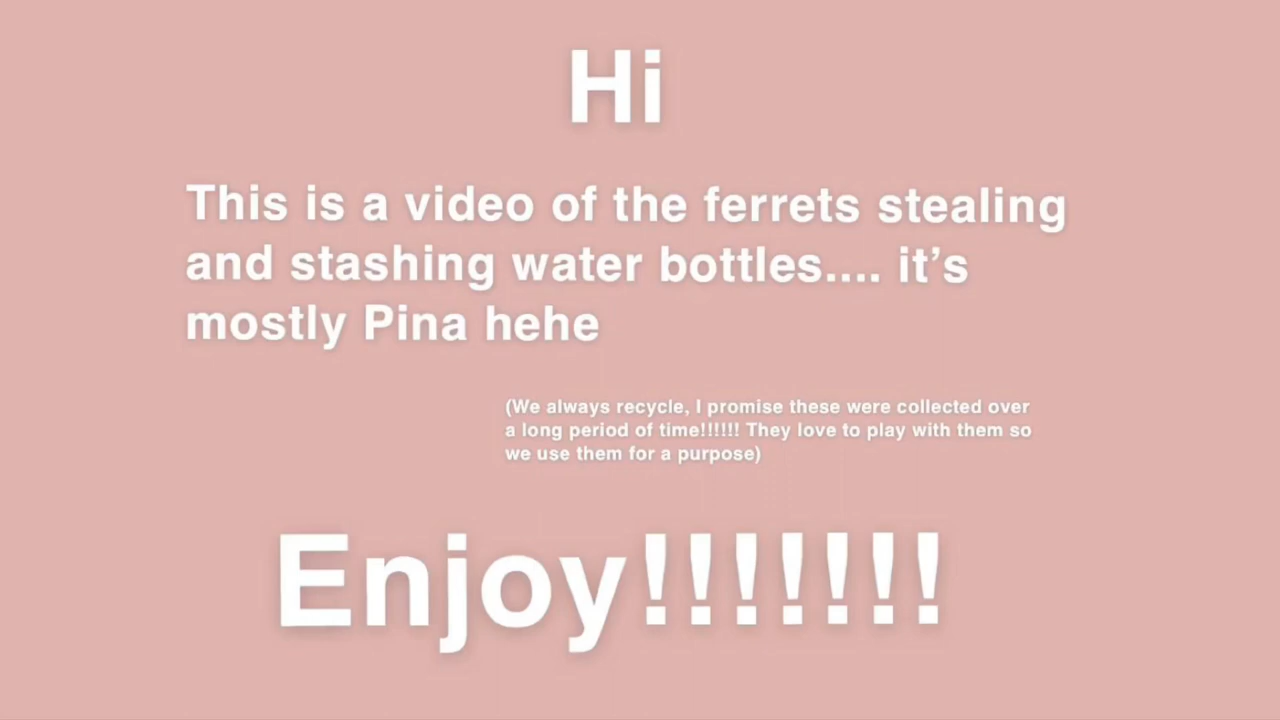 Hi
This is a video of the ferrets stealing
and stashing water bottles.... it’s
mostly Pina hehe
(We always recycle, I promise these were collected over
a long period of time!!!!!! They love to play with them so
we use them for a purpose)
Enjoy!!!!!!!